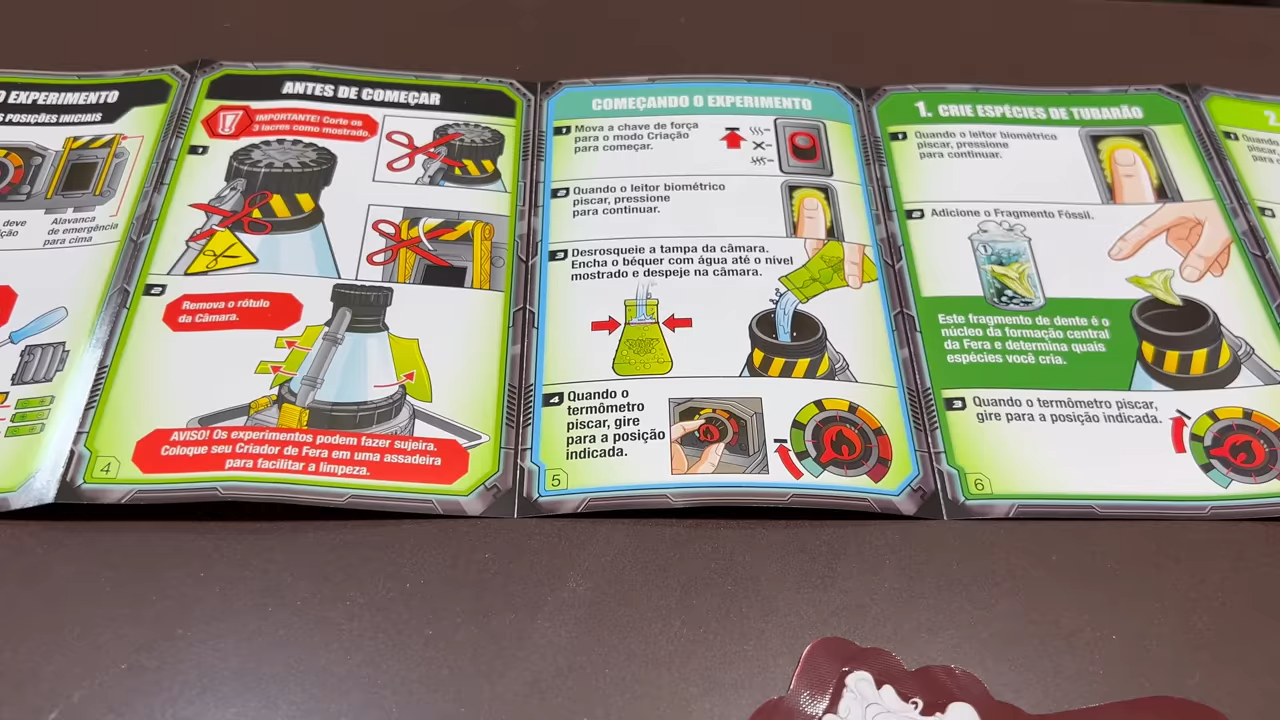 O EXPERIMENTO
POSIÇÕES INICIAIS
deve
Alavanca
de emergência
para cima
ANTES DE COMEÇAR
IMPORTANTE! Corte os
3 lacres como mostrado.
1
2
Remova o rótulo
da Câmara.
AVISO! Os experimentos podem fazer sujeira.
Coloque seu Criador de Fera em uma assadeira
para facilitar a limpeza.
4
COMEÇANDO O EXPERIMENTO
1 Mova a chave de força
para o modo Criação
para começar.
2 Quando o leitor biométrico
piscar, pressione
para continuar.
3 Desrosqueie a tampa da câmara.
Encha o béquer com água até o nível
mostrado e despeje na câmara.
4 Quando o
termômetro
piscar, gire
para a posição
indicada.
5
1. CRIE ESPÉCIES DE TUBARÃO
1 Quando o leitor biométrico
piscar, pressione
para continuar.
2 Adicione o Fragmento Fóssil.
1
Este fragmento de dente é o
núcleo da formação central
da Fera e determina quais
espécies você cria.
3 Quando o termômetro piscar,
gire para a posição indicada.
6
2.
1